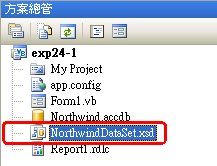 方案總管
exp24-1
My Project
app.config
Form1.vb
Northwind.accdb
NorthwindDataSet.xsd
Report1.rdlc